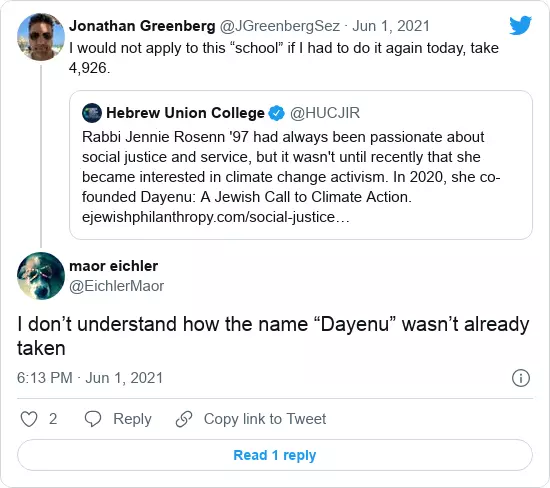 Jonathan Greenberg @JGreenbergSez · Jun 1, 2021
I would not apply to this “school” if I had to do it again today, take
4,926.
Hebrew Union College @HUCJIR
Rabbi Jennie Rosenn '97 had always been passionate about
social justice and service, but it wasn't until recently that she
became interested in climate change activism. In 2020, she co-
founded Dayenu: A Jewish Call to Climate Action.
ejewishphilanthropy.com/social-justice…
maor eichler
@EichlerMaor
I don’t understand how the name “Dayenu” wasn’t already
taken
6:13 PM · Jun 1, 2021
2 Reply Copy link to Tweet
Read 1 reply